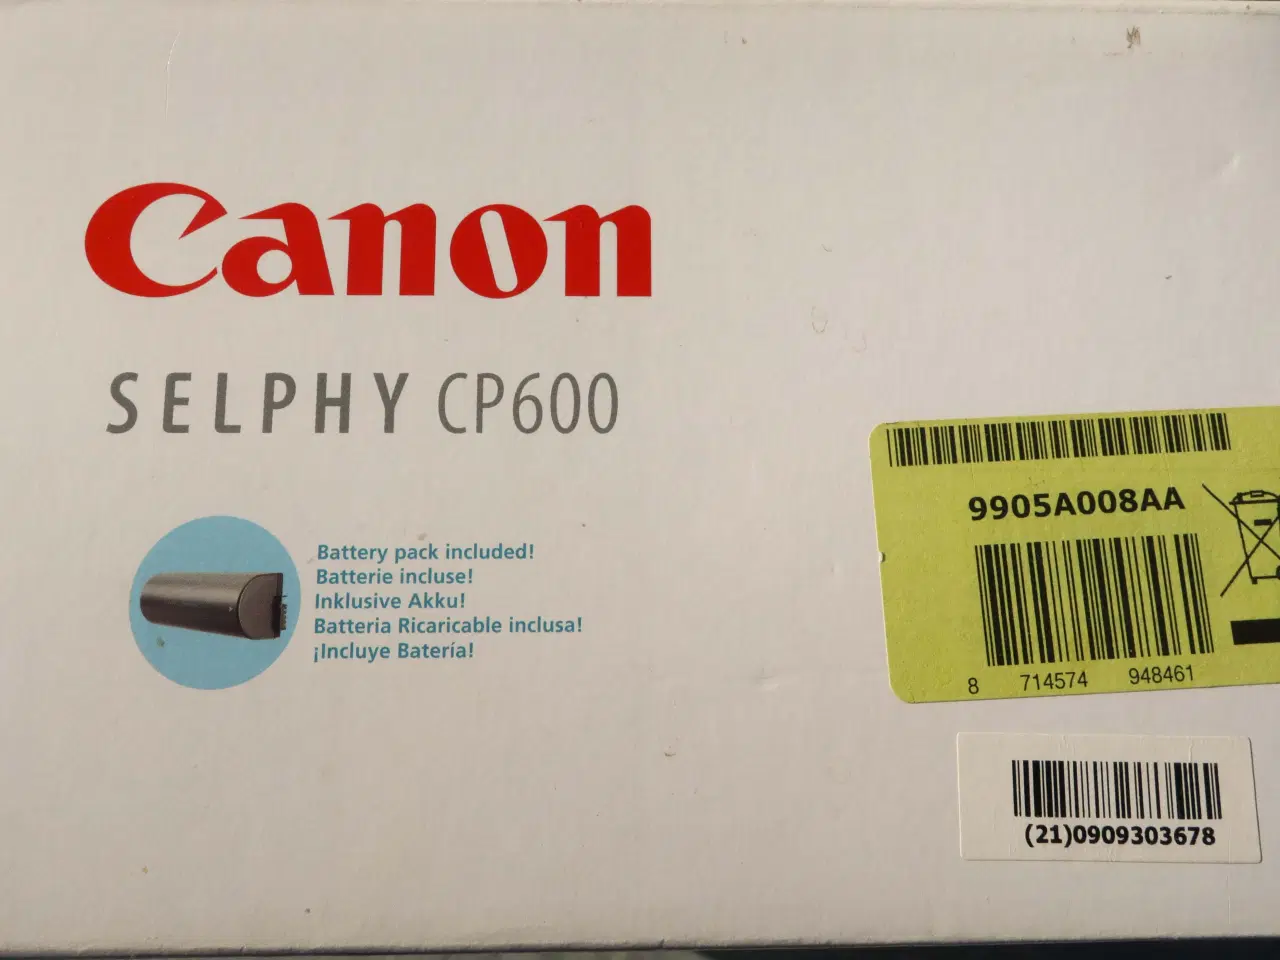 Canon
SELPHY CP600
Battery pack included!
Batterie incluse!
Inklusive Akku!
Batteria Ricaricable inclusa!
¡Incluye Batería!
9905A008AA
8 714574 948461
(21)0909303678